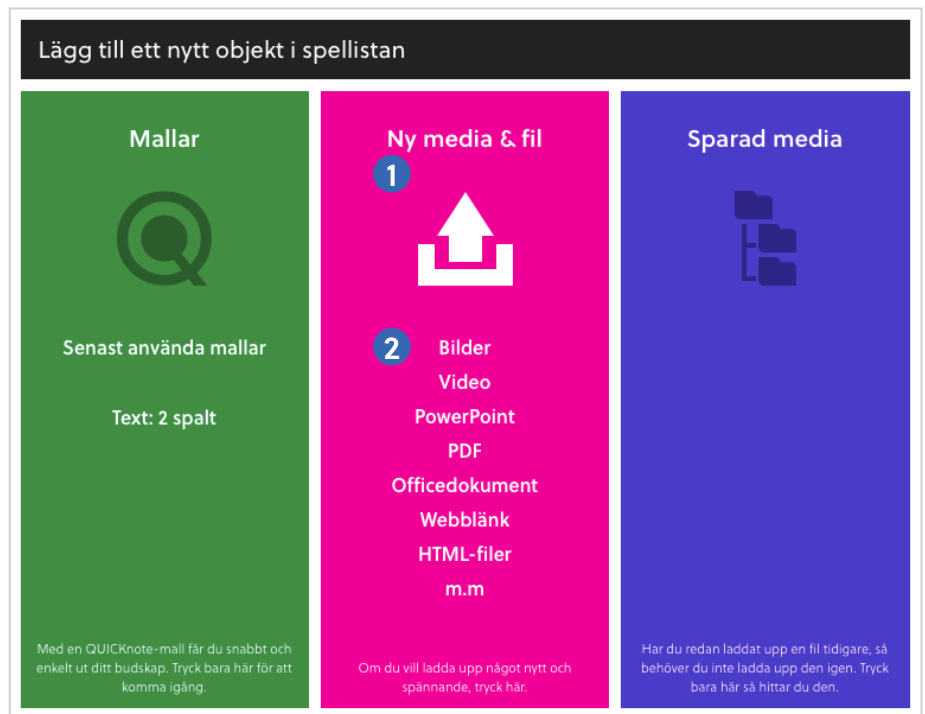 Lägg till ett nytt objekt i spellistan
Mallar
Senast använda mallar
Text: 2 spalt
Med en QUICKnote-mall får du snabbt och
enkelt ut ditt budskap. Tryck bara här för att
komma igång.
Ny media & fil
1
2
Bilder
Video
PowerPoint
PDF
Officedokument
Webblänk
HTML-filer
m.m
Om du vill ladda upp något nytt och
spännande, tryck här.
Sparad media
Har du redan laddat upp en fil tidigare, så
behöver du inte ladda upp den igen. Tryck
bara här så hittar du den.